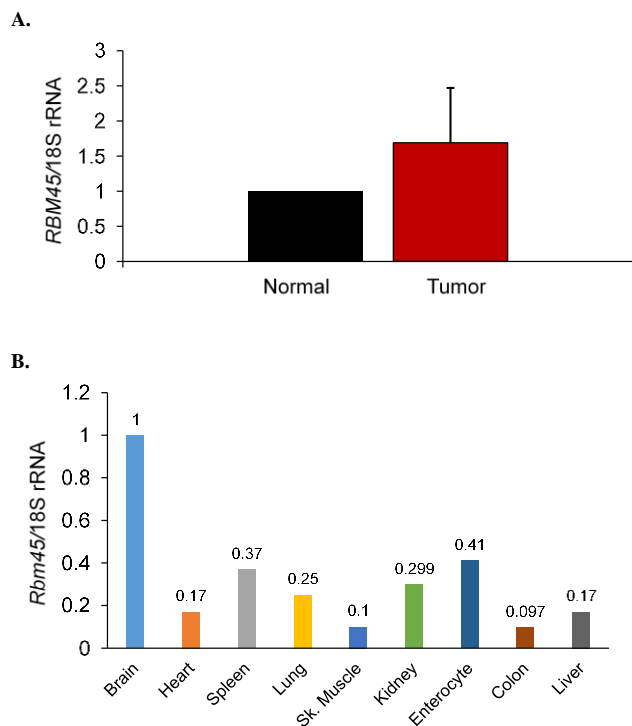 A.
RBM45/18S rRNA
3
2.5
2
1.5
1
0.5
0
Normal Tumor
B.
Rbm45/18S rRNA
1.2
1
0.8
0.6
0.4
0.2
0
1
0.17
0.37
0.25
0.1
0.299
0.41
0.097
0.17
Brain
Heart
Spleen
Lung
Sk. Muscle
Kidney
Enterocyte
Colon
Liver